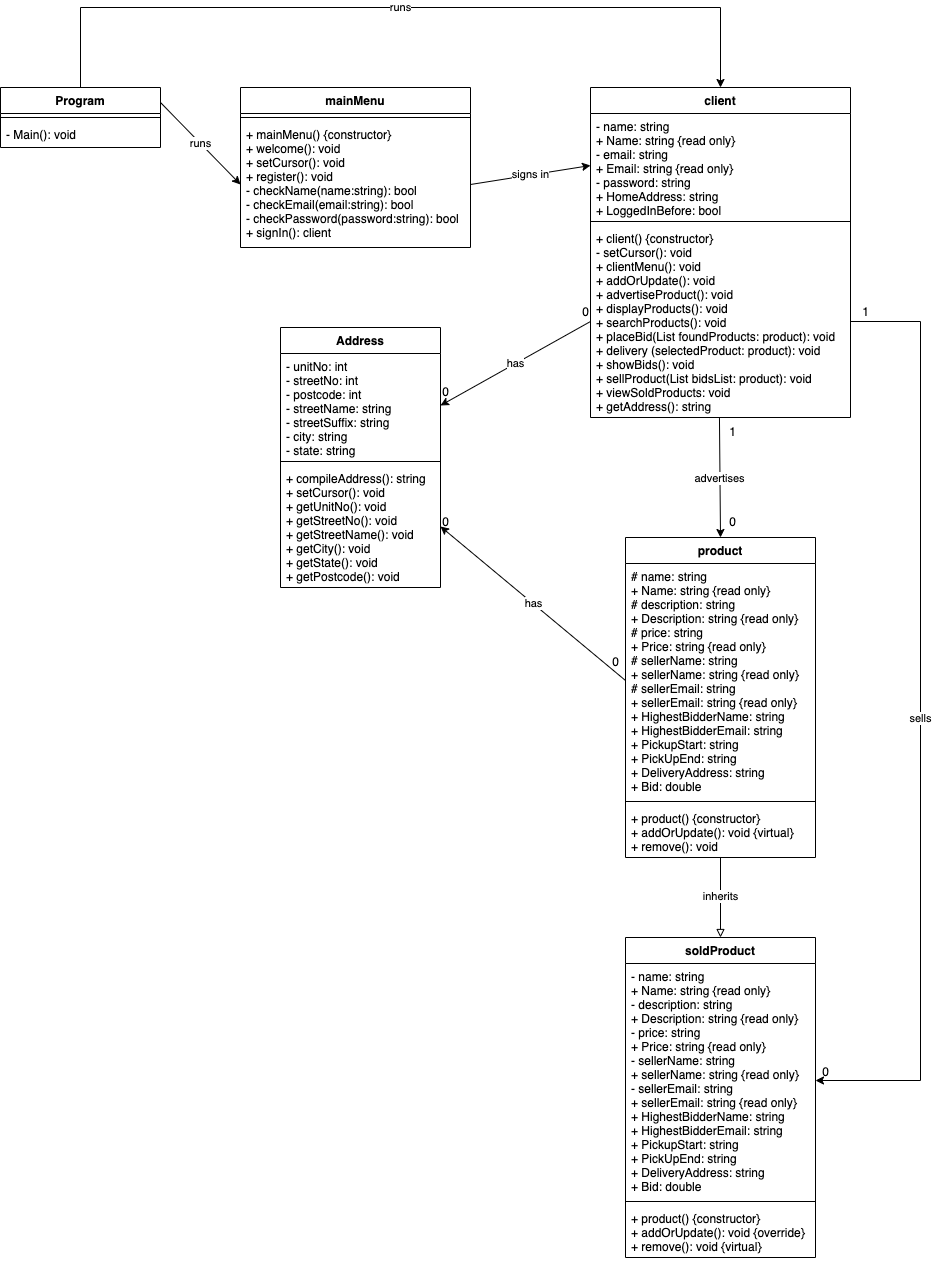 runs
Program
- Main(): void
runs
mainMenu
+ mainMenu() {constructor}
+ welcome(): void
+ setCursor(): void
+ register(): void
- checkName(name:string): bool
- checkEmail(email:string): bool
- checkPassword(password:string): bool
+ signIn(): client
signs in
client
- name: string
+ Name: string {read only}
- email: string
+ Email: string {read only}
- password: string
+ HomeAddress: string
+ LoggedInBefore: bool
+ client() {constructor}
- setCursor(): void
+ clientMenu(): void
+ addOrUpdate(): void
+ advertiseProduct(): void
+ displayProducts(): void
+ searchProducts(): void
+ placeBid(List foundProducts: product): void
+ delivery (selectedProduct: product): void
+ showBids(): void
+ sellProduct(List bidsList: product): void
+ viewSoldProducts: void
+ getAddress(): string
0
has
0
1
Address
- unitNo: int
- streetNo: int
- postcode: int
- streetName: string
- streetSuffix: string
- city: string
- state: string
+ compileAddress(): string
+ setCursor(): void
+ getUnitNo(): void
+ getStreetNo(): void
+ getStreetName(): void
+ getCity(): void
+ getState(): void
+ getPostcode(): void
1
advertises
0
0
has
0
product
# name: string
+ Name: string {read only}
# description: string
+ Description: string {read only}
# price: string
+ Price: string {read only}
# sellerName: string
+ sellerName: string {read only}
# sellerEmail: string
+ sellerEmail: string {read only}
+ HighestBidderName: string
+ HighestBidderEmail: string
+ PickupStart: string
+ PickUpEnd: string
+ DeliveryAddress: string
+ Bid: double
+ product() {constructor}
+ addOrUpdate(): void {virtual}
+ remove(): void
sells
inherits
soldProduct
- name: string
+ Name: string {read only}
- description: string
+ Description: string {read only}
- price: string
+ Price: string {read only}
- sellerName: string
+ sellerName: string {read only}
- sellerEmail: string
+ sellerEmail: string {read only}
+ HighestBidderName: string
+ HighestBidderEmail: string
+ PickupStart: string
+ PickUpEnd: string
+ DeliveryAddress: string
+ Bid: double
+ product() {constructor}
+ addOrUpdate(): void {override}
+ remove(): void {virtual}
0